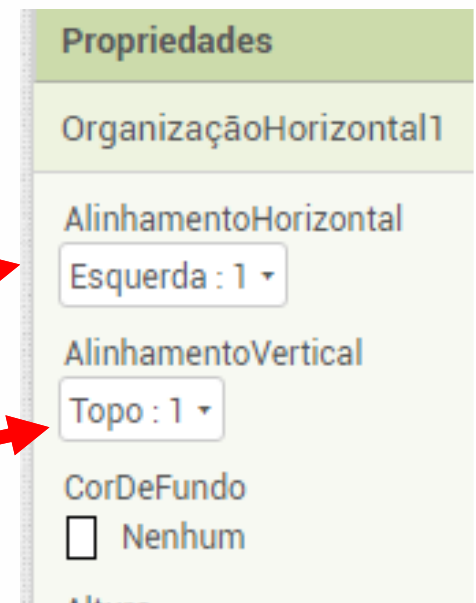 Propriedades
OrganizaçãoHorizontal1
AlinhamentoHorizontal
Esquerda : 1
AlinhamentoVertical
Topo : 1
CorDeFundo
Nenhum